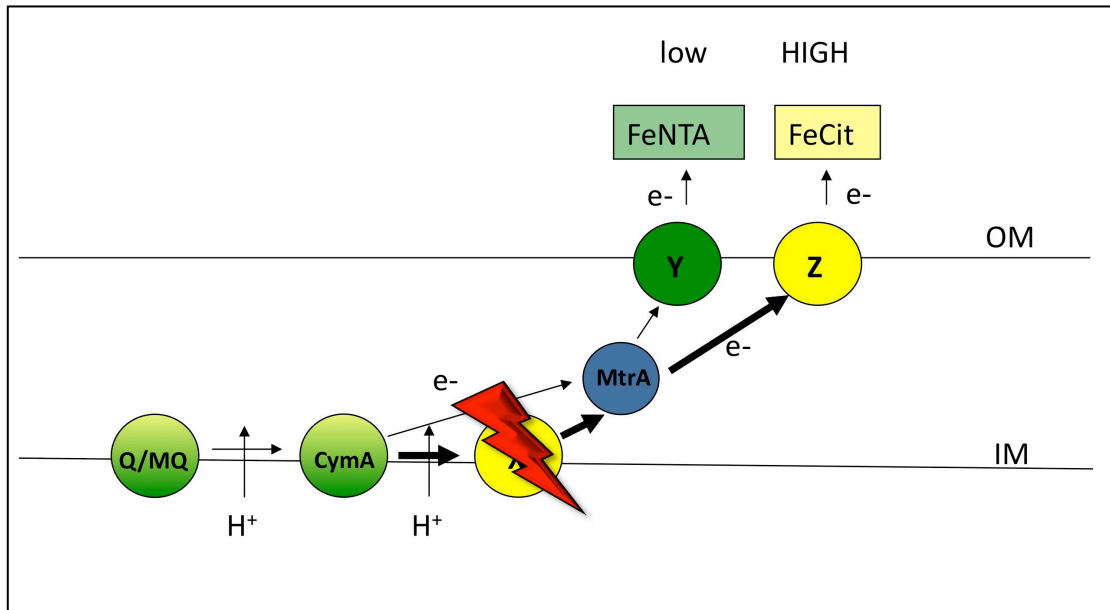 low HIGH
FeNTA FeCit
e- e-
OM
Y Z
e-
e- MtrA
Q/MQ CymA
IM
H⁺ H⁺